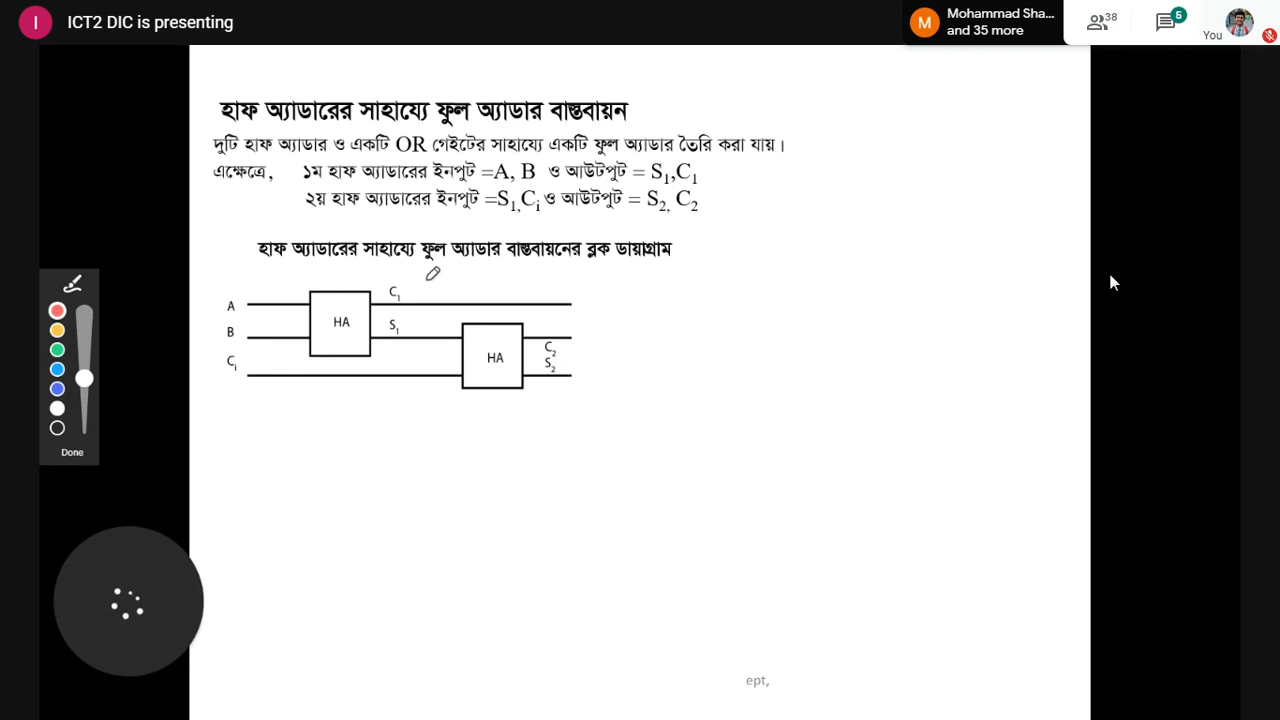 ICT2 DIC is presenting
M
Mohammad Sha...
and 35 more
38
5
You
হাফ অ্যাডারের সাহায্যে ফুল অ্যাডার বাস্তবায়ন
দুটি হাফ অ্যাডার ও একটি OR গেইটের সাহায্যে একটি ফুল অ্যাডার তৈরি করা যায়।
এক্ষেত্রে, ১ম হাফ অ্যাডারের ইনপুট =A, B ও আউটপুট = S₁,C₁
২য় হাফ অ্যাডারের ইনপুট =S₁,Cᵢ ও আউটপুট = S₂, C₂
হাফ অ্যাডারের সাহায্যে ফুল অ্যাডার বাস্তবায়নের ব্লক ডায়াগ্রাম
A
B
Cᵢ
HA
C₁
S₁
HA
C₂
S₂
Done
I
ept,